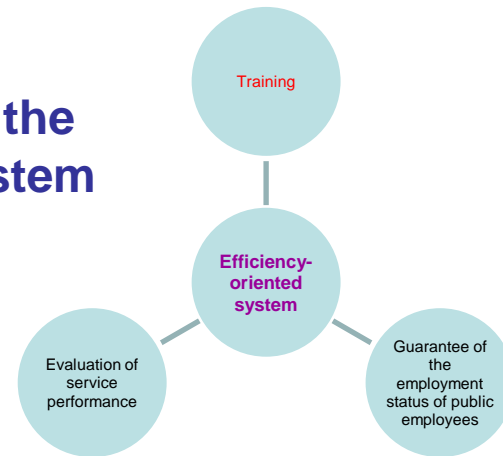 Training
the
stem
Efficiency-
oriented
system
Evaluation of
service
performance
Guarantee of
the
employment
status of public
employees